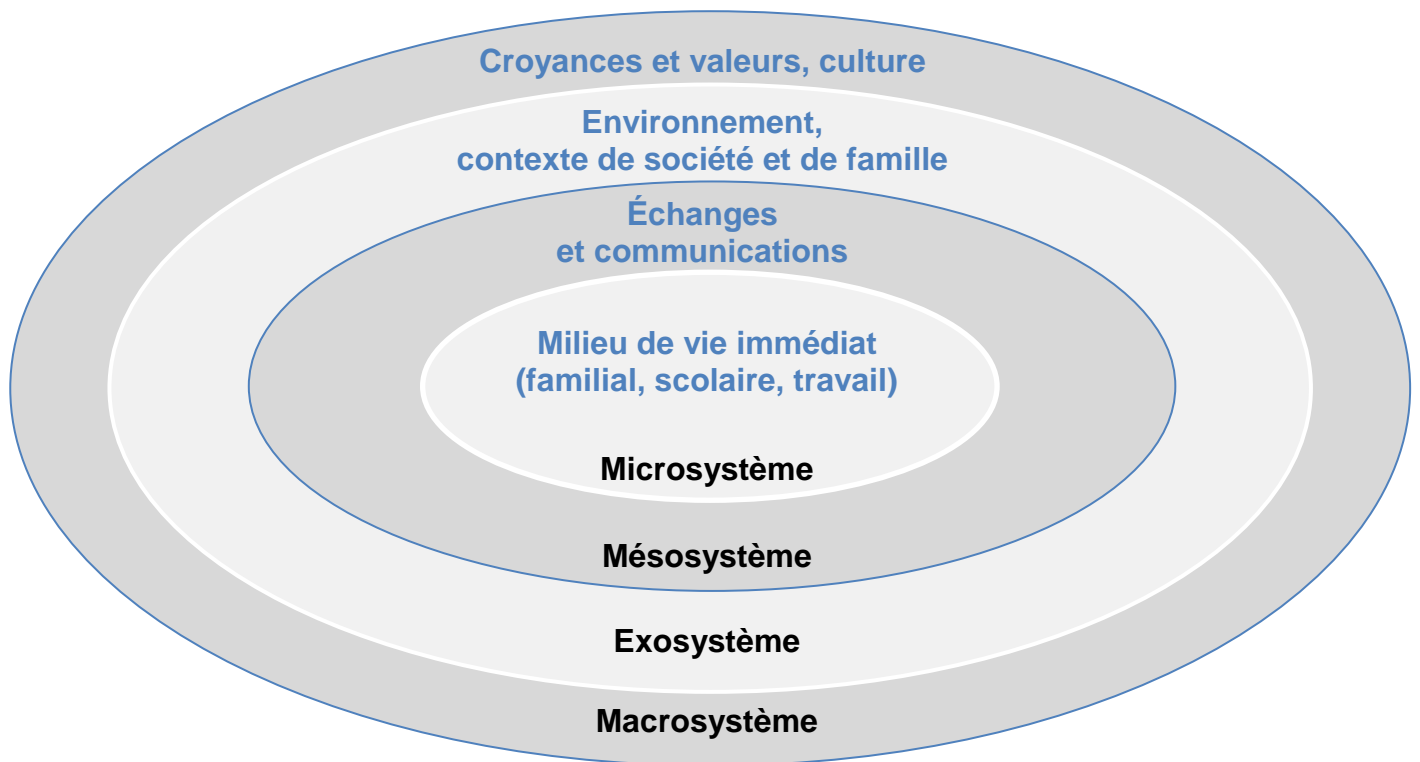 Croyances et valeurs, culture
Environnement,
contexte de société et de famille
Échanges
et communications
Milieu de vie immédiat
(familial, scolaire, travail)
Microsystème
Mésosystème
Exosystème
Macrosystème